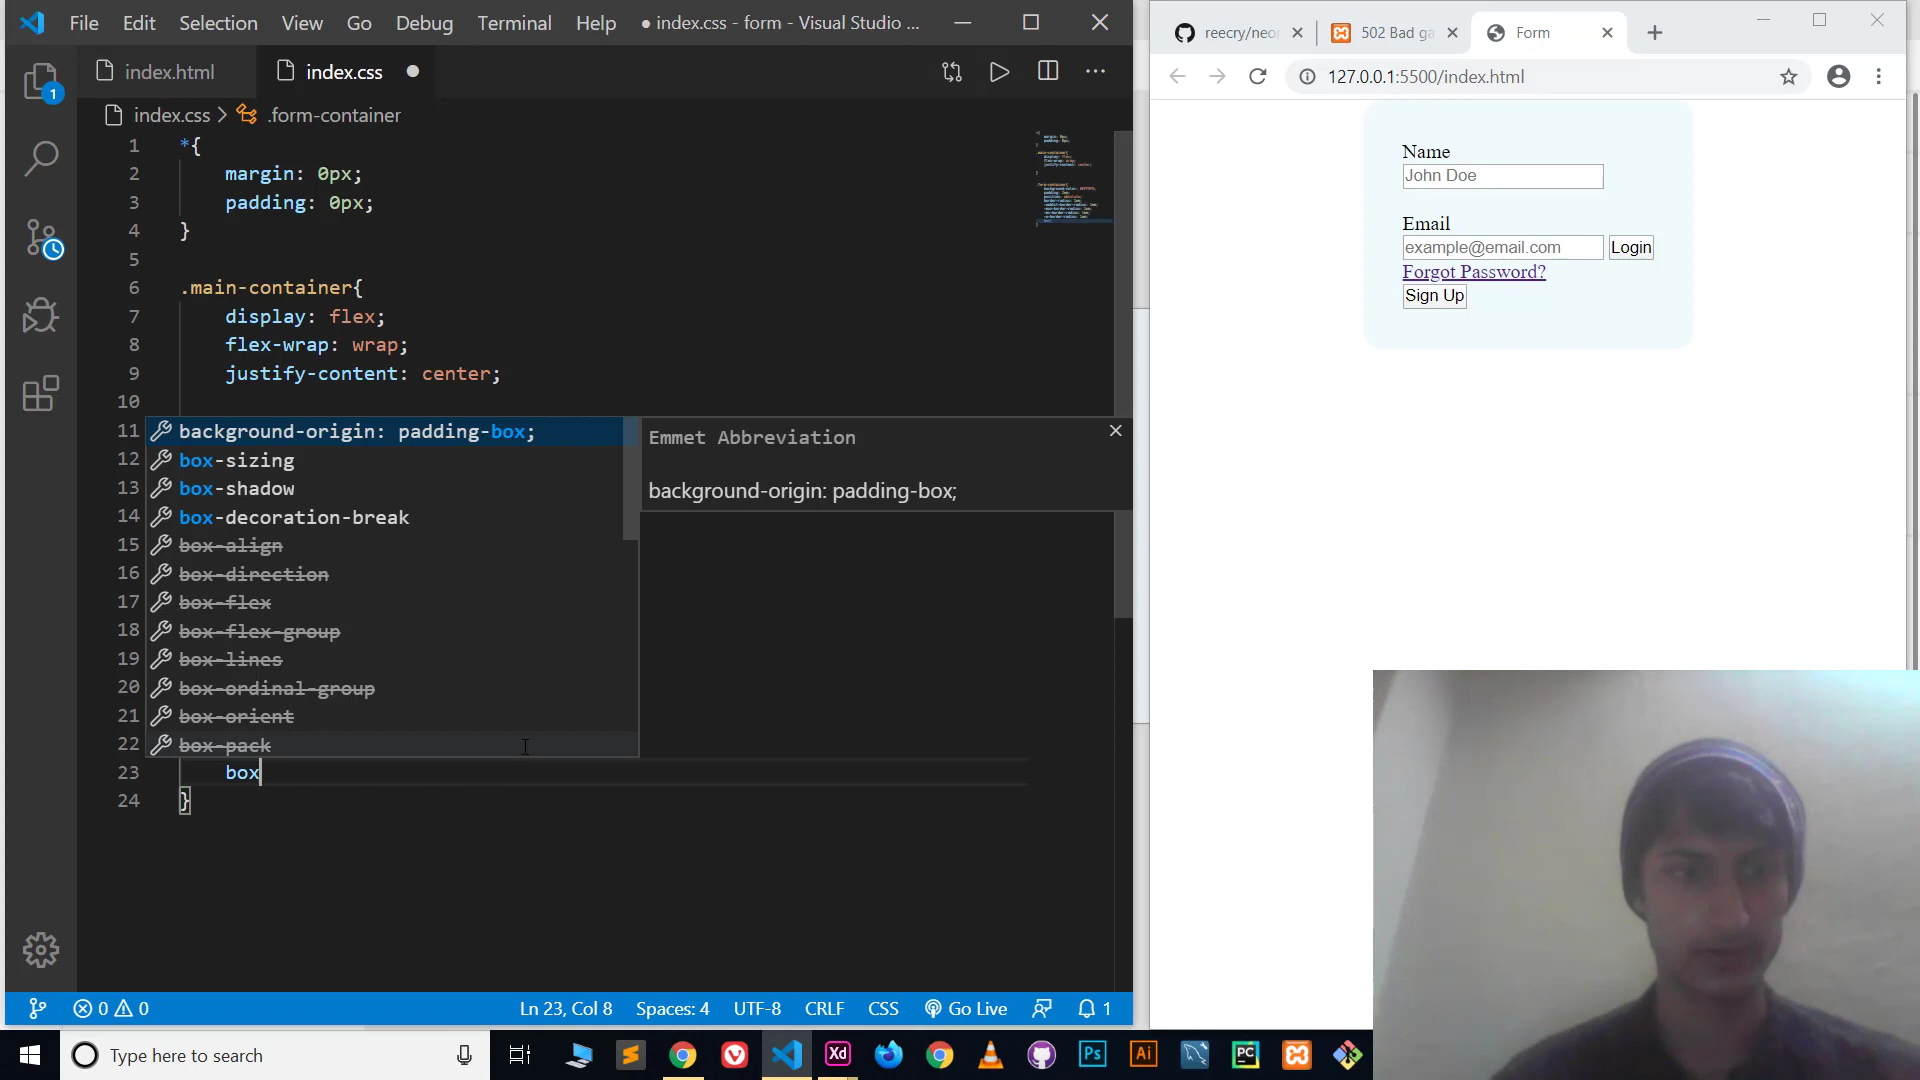 File Edit Selection View Go Debug Terminal Help ● index.css - form - Visual Studio ...
index.html index.css
index.css > .form-container
1 *{
2 margin: 0px;
3 padding: 0px;
4 }
5
6 .main-container{
7 display: flex;
8 flex-wrap: wrap;
9 justify-content: center;
10
11 background-origin: padding-box;
12 box-sizing
13 box-shadow
14 box-decoration-break
15 box-align
16 box-direction
17 box-flex
18 box-flex-group
19 box-lines
20 box-ordinal-group
21 box-orient
22 box-pack
23 box
24 }
Emmet Abbreviation
background-origin: padding-box;
1
0 0 Ln 23, Col 8 Spaces: 4 UTF-8 CRLF CSS Go Live 1
Type here to search
Xd Ps Ai PC
reecry/neo 502 Bad ga Form
127.0.0.1:5500/index.html
Name
John Doe
Email
example@email.com Login
Forgot Password?
Sign Up